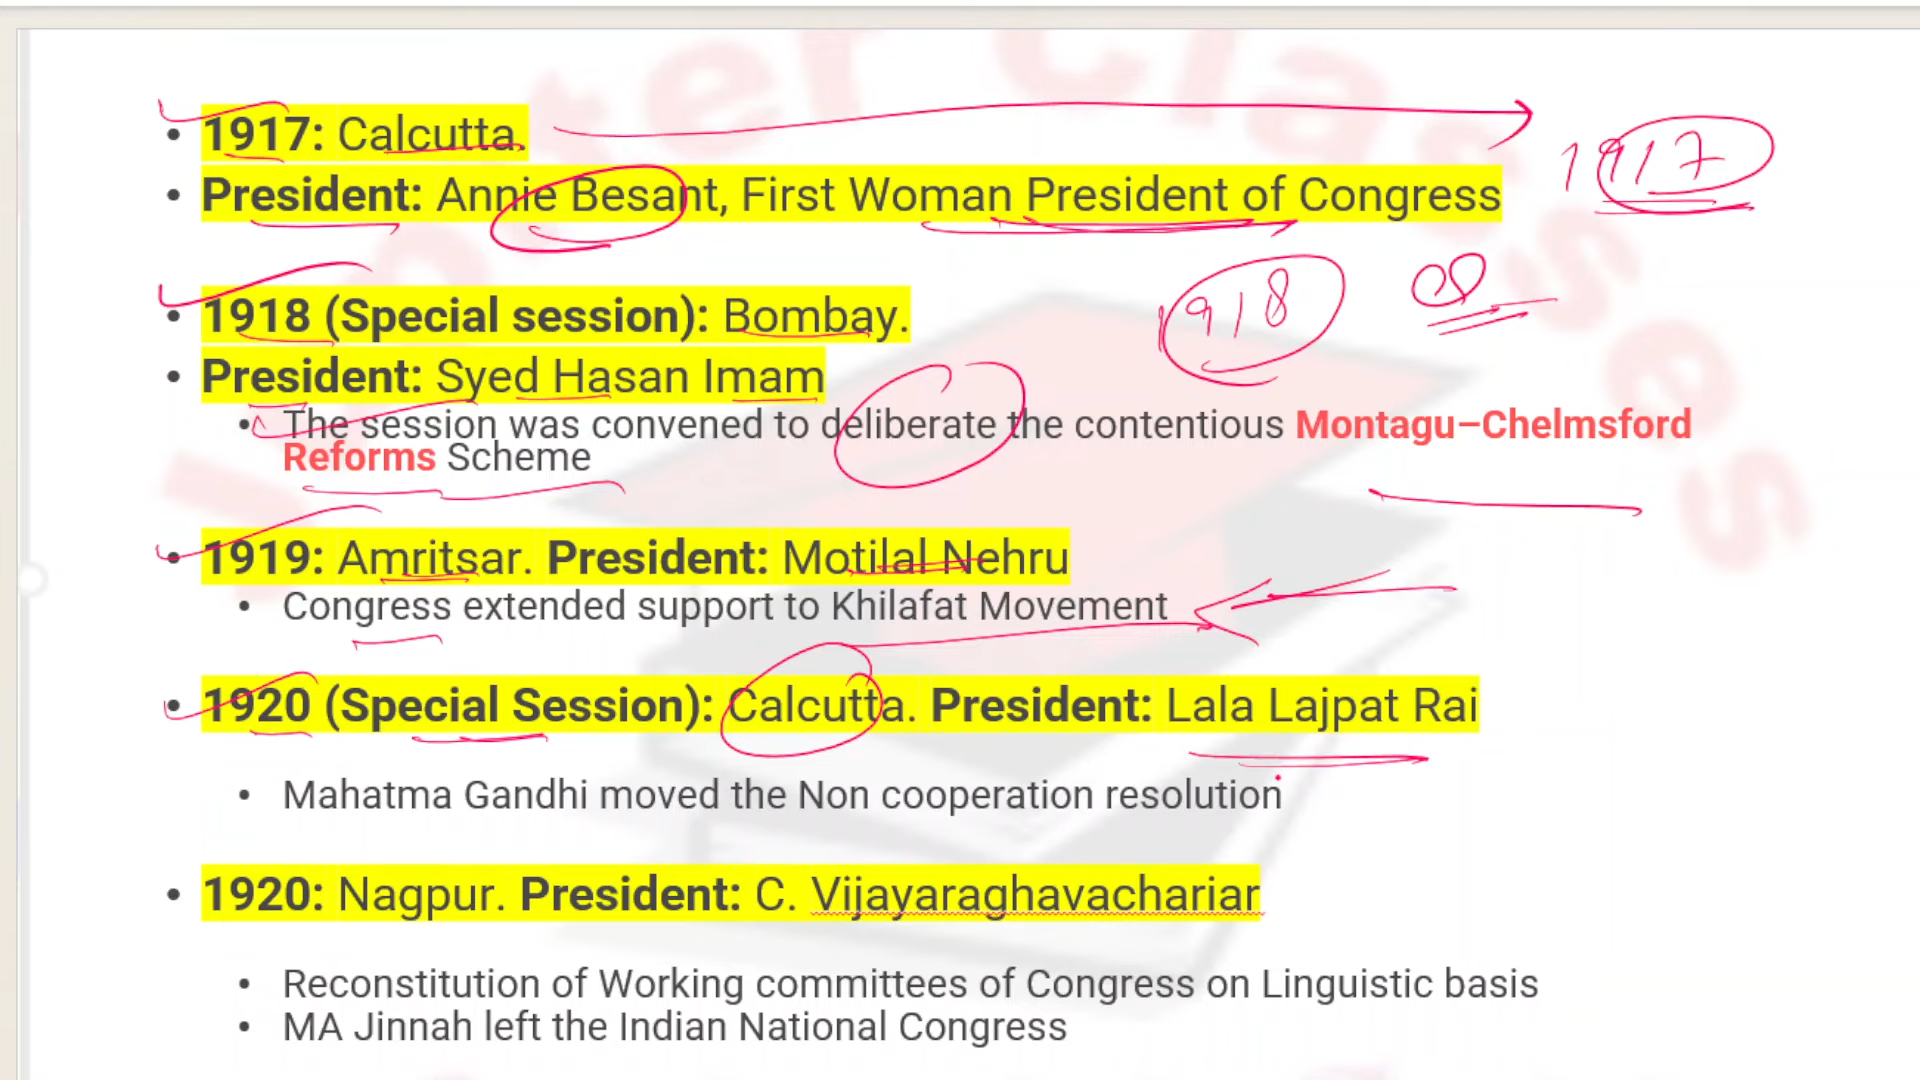 • 1917: Calcutta.
1917
• President: Annie Besant, First Woman President of Congress
• 1918 (Special session): Bombay.
1918
• President: Syed Hasan Imam
• The session was convened to deliberate the contentious Montagu–Chelmsford
Reforms Scheme
• 1919: Amritsar. President: Motilal Nehru
• Congress extended support to Khilafat Movement
• 1920 (Special Session): Calcutta. President: Lala Lajpat Rai
• Mahatma Gandhi moved the Non cooperation resolution
• 1920: Nagpur. President: C. Vijayaraghavachariar
• Reconstitution of Working committees of Congress on Linguistic basis
• MA Jinnah left the Indian National Congress